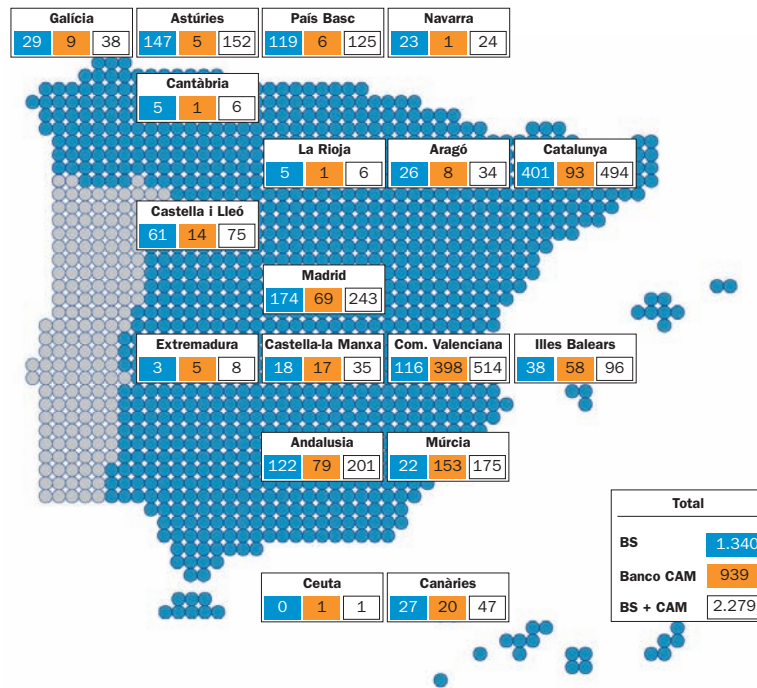 Galícia Astúries País Basc Navarra
29 9 38 147 5 152 119 6 125 23 1 24
Cantàbria
5 1 6
La Rioja Aragó Catalunya
5 1 6 26 8 34 401 93 494
Castella i Lleó
61 14 75
Madrid
174 69 243
Extremadura Castella-la Manxa Com. Valenciana Illes Balears
3 5 8 18 17 35 116 398 514 38 58 96
Andalusia Múrcia
122 79 201 22 153 175
Total
BS 1.340
Banco CAM 939
BS + CAM 2.279
Ceuta Canàries
0 1 1 27 20 47